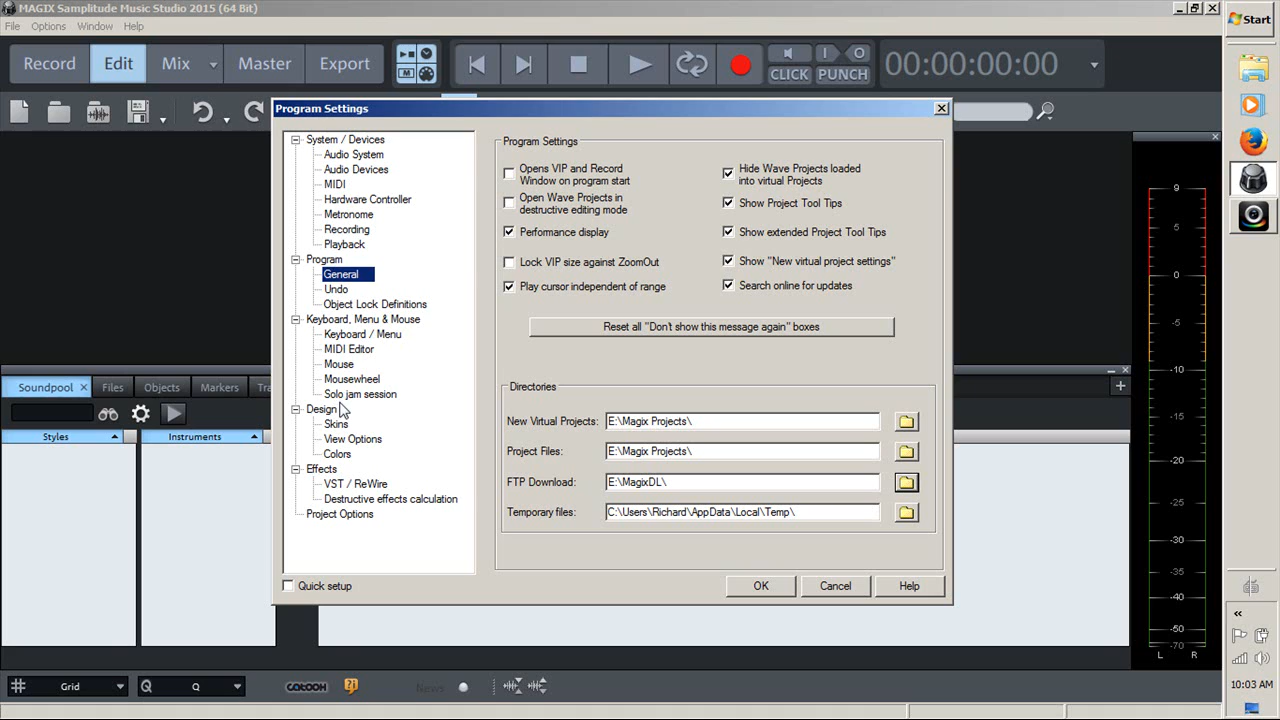 MAGIX Samplitude Music Studio 2015 (64 Bit)
File Options Window Help
Start
Record Edit Mix Master Export
CLICK
I O
PUNCH
00:00:00:00
Program Settings
System / Devices
Audio System
Audio Devices
MIDI
Hardware Controller
Metronome
Recording
Playback
Program
General
Undo
Object Lock Definitions
Keyboard, Menu & Mouse
Keyboard / Menu
MIDI Editor
Mouse
Mousewheel
Solo jam session
Design
Skins
View Options
Colors
Effects
VST / ReWire
Destructive effects calculation
Project Options
Quick setup
Program Settings
Opens VIP and Record
Window on program start
Open Wave Projects in
destructive editing mode
Performance display
Lock VIP size against ZoomOut
Play cursor independent of range
Hide Wave Projects loaded
into virtual Projects
Show Project Tool Tips
Show extended Project Tool Tips
Show "New virtual project settings"
Search online for updates
Reset all "Don't show this message again" boxes
Directories
New Virtual Projects: E:\Magix Projects\
Project Files: E:\Magix Projects\
FTP Download: E:\MagixDL\
Temporary files: C:\Users\Richard\AppData\Local\Temp\
OK Cancel Help
Soundpool Files Objects Markers Tra
Styles Instruments
9
5
0
-5
-10
-15
-20
-30
-35
-40
-50
-70
L R
Grid Q Q catooh News
10:03 AM